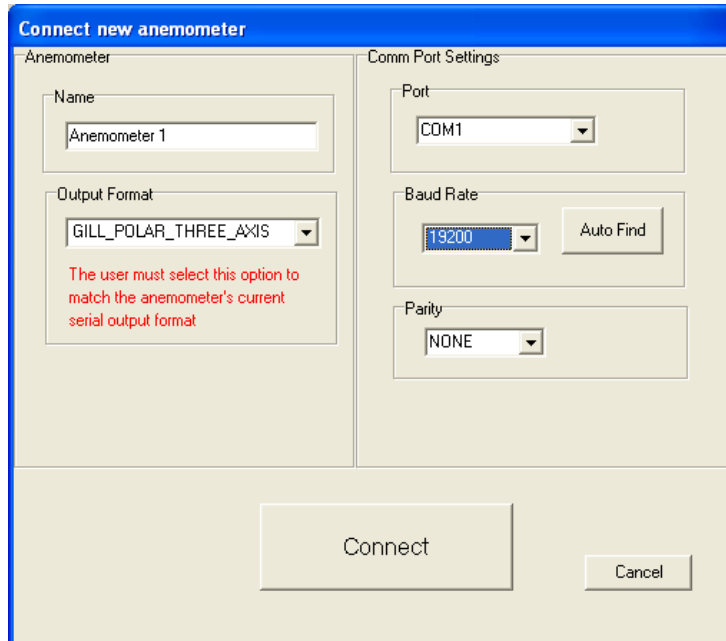 Connect new anemometer
Anemometer
Name
Anemometer 1
Output Format
GILL_POLAR_THREE_AXIS
The user must select this option to
match the anemometer's current
serial output format
Comm Port Settings
Port
COM1
Baud Rate
19200
Auto Find
Parity
NONE
Connect
Cancel